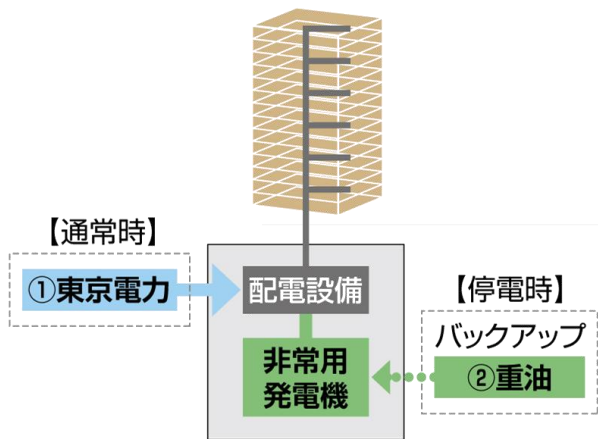 【通常時】
①東京電力
配電設備
非常用
発電機
【停電時】
バックアップ
②重油